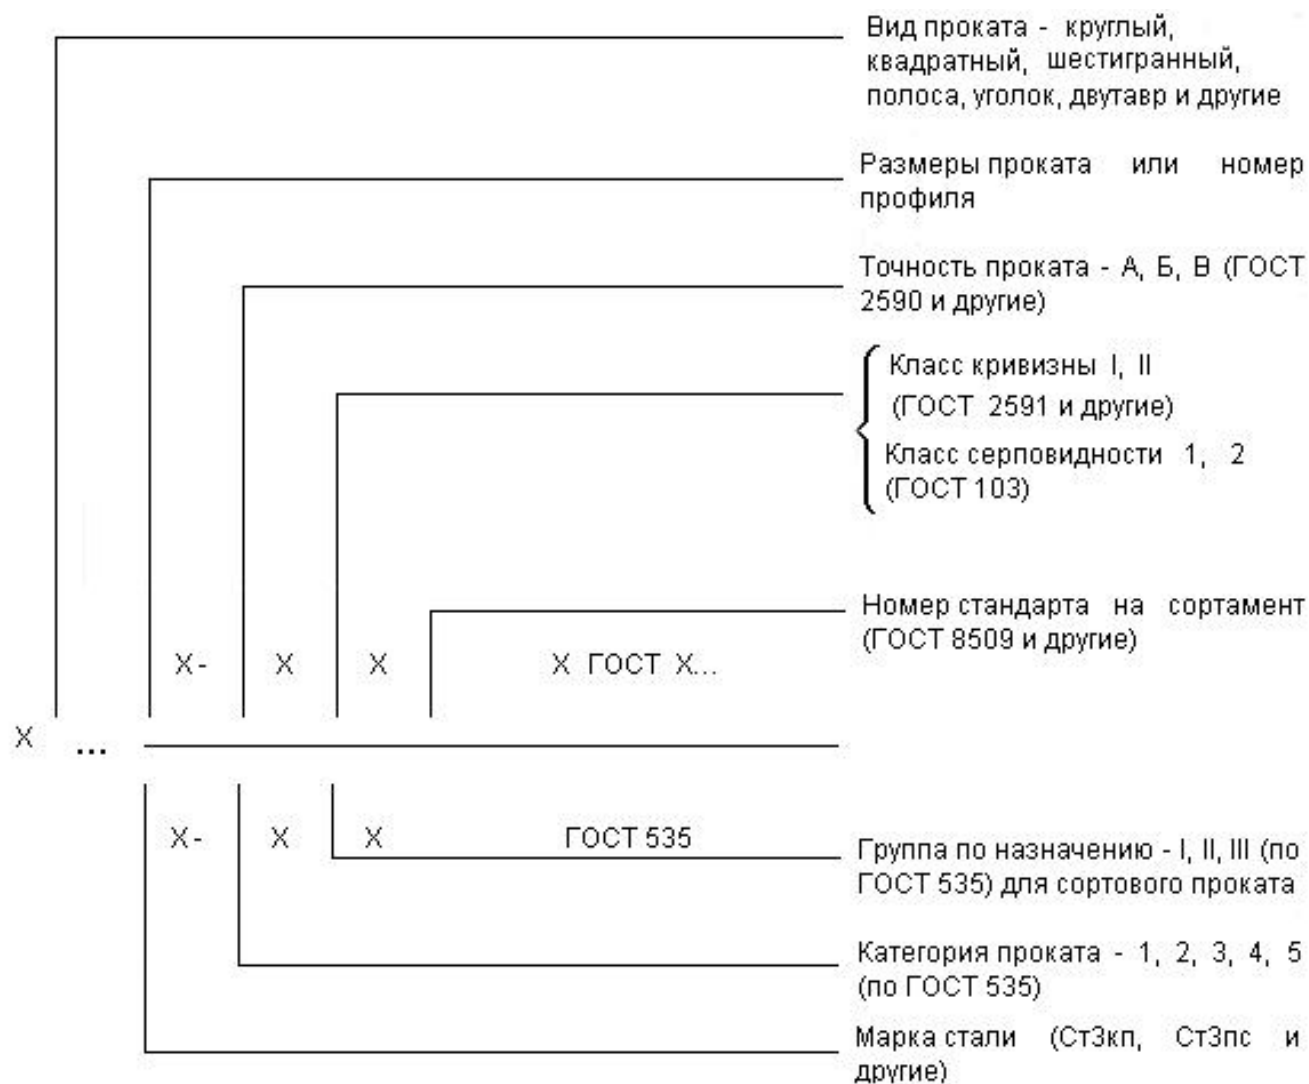 Вид проката - круглый,
квадратный, шестигранный,
полоса, уголок, двутавр и другие
Размеры проката или номер
профиля
Точность проката - А, Б, В (ГОСТ
2590 и другие)
Класс кривизны I, II
(ГОСТ 2591 и другие)
Класс серповидности 1, 2
(ГОСТ 103)
Номер стандарта на сортамент
(ГОСТ 8509 и другие)
Х - Х Х Х ГОСТ Х...
Х ...
Х - Х Х ГОСТ 535
Группа по назначению - I, II, III (по
ГОСТ 535) для сортового проката
Категория проката - 1, 2, 3, 4, 5
(по ГОСТ 535)
Марка стали (Ст3кп, Ст3пс и
другие)